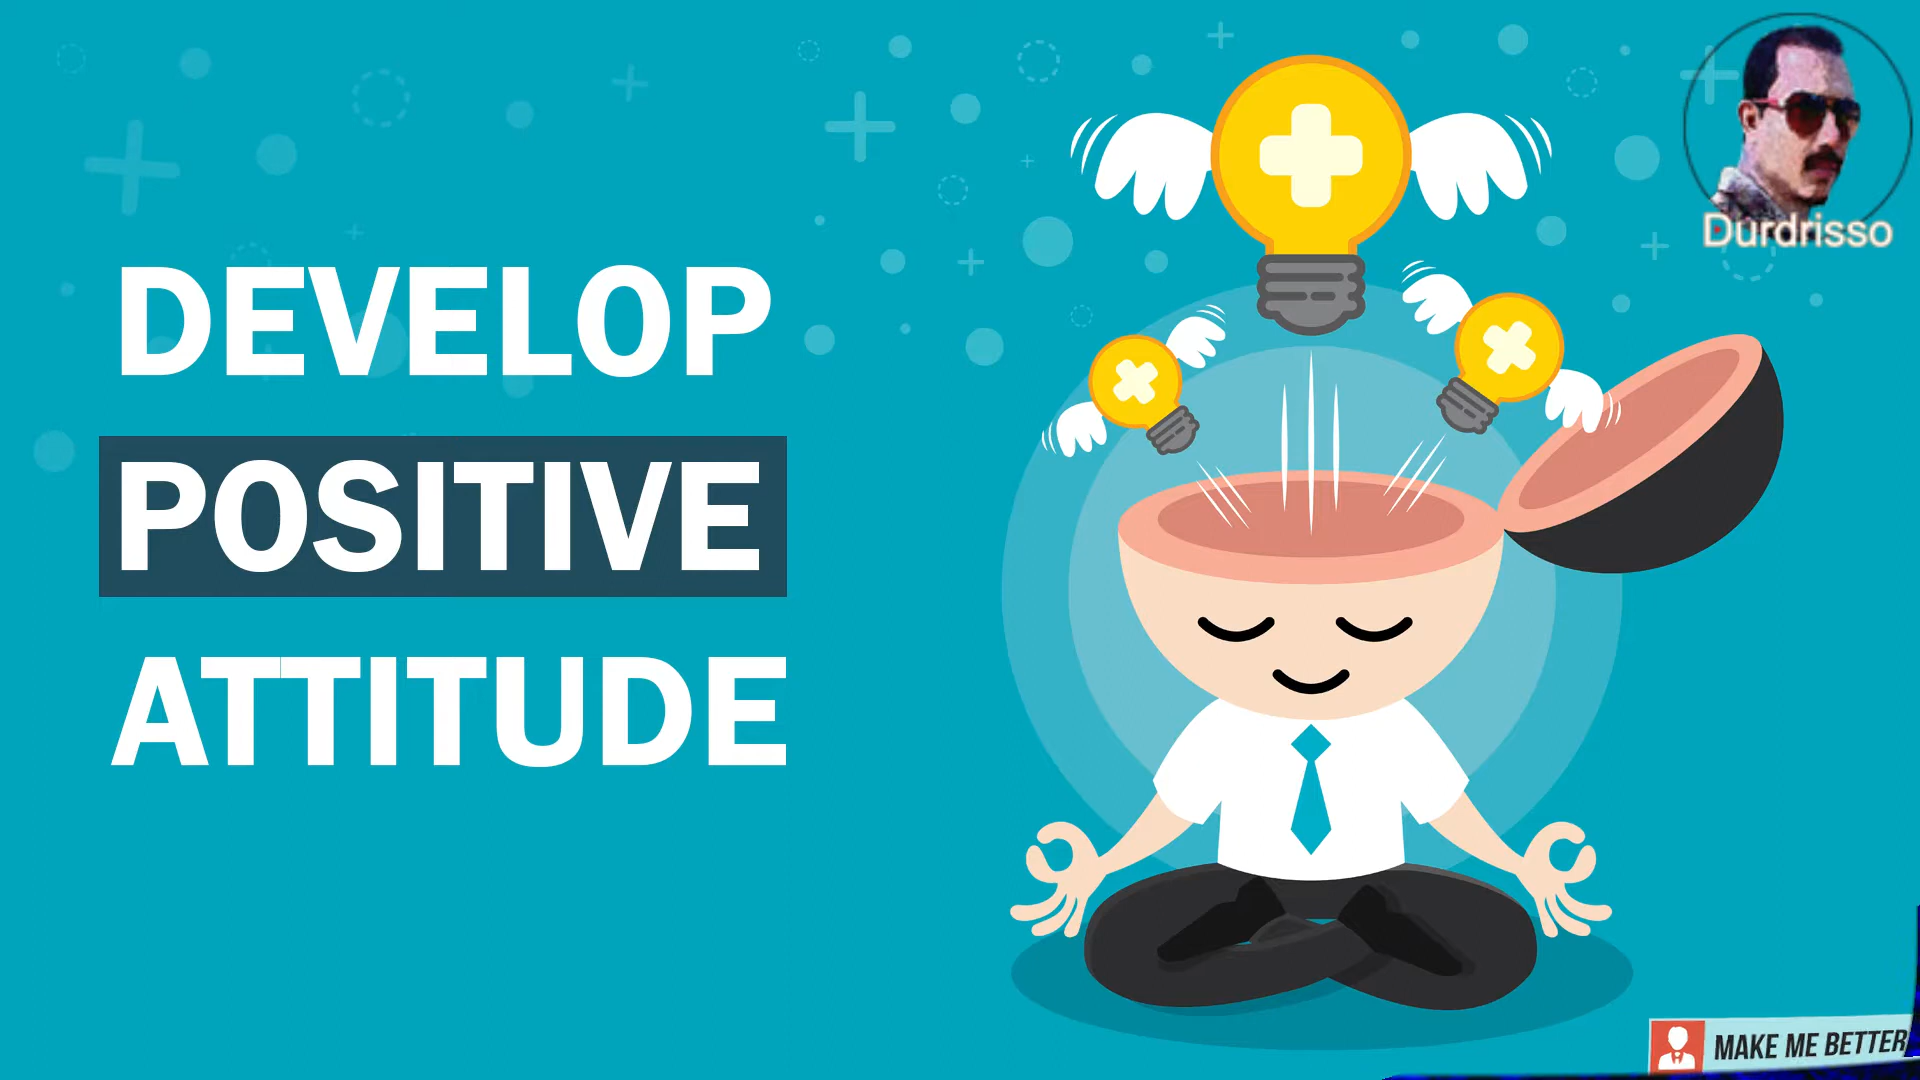 DEVELOP
POSITIVE
ATTITUDE
Durdrisso
MAKE ME BETTER